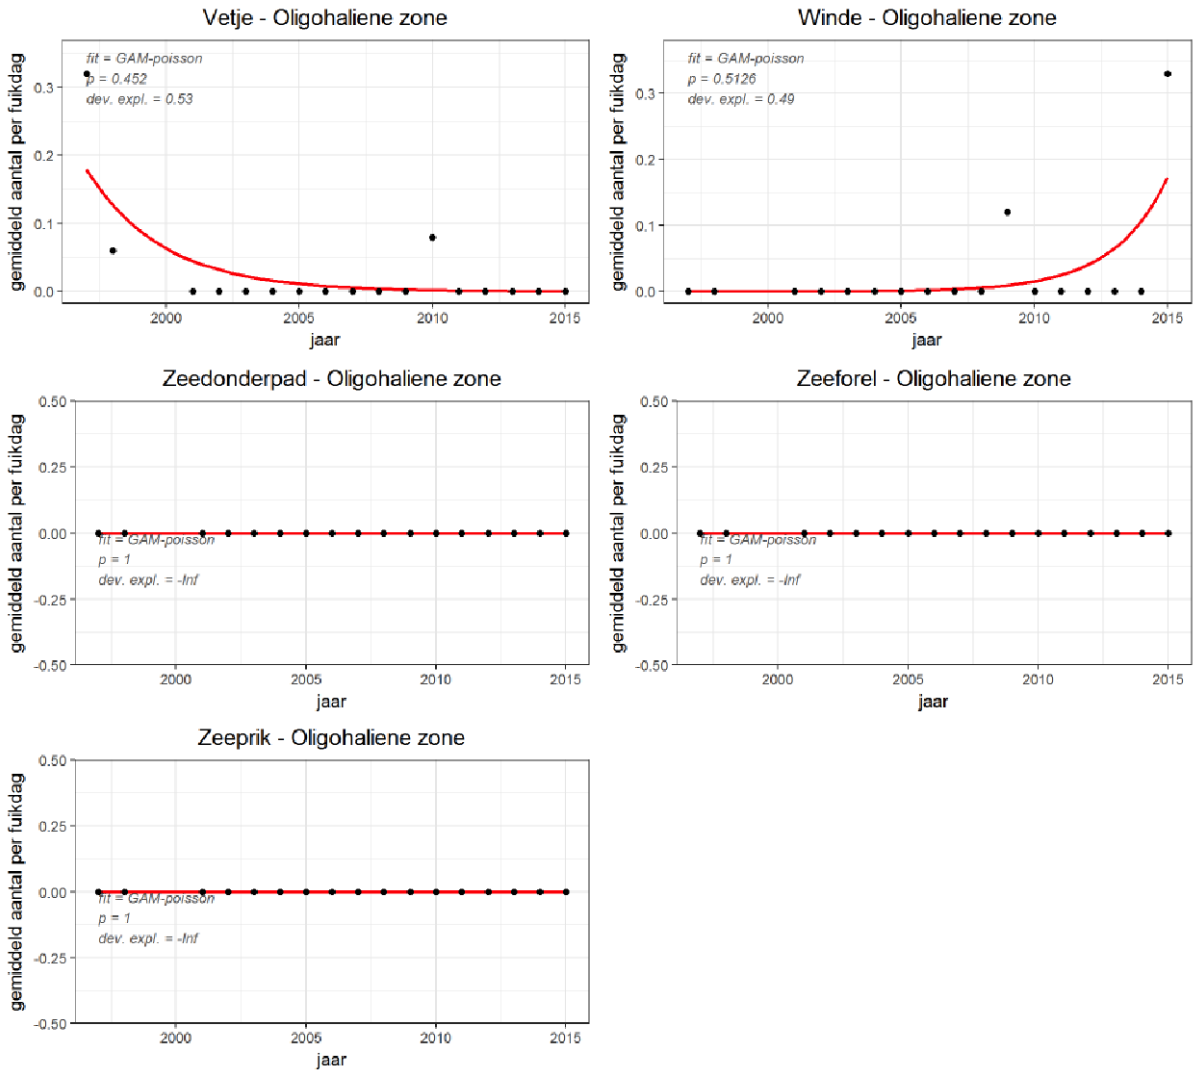 Vetje - Oligohaliene zone
gemiddeld aantal per fuikdag
fit = GAM-poisson
p = 0.452
dev. expl. = 0.53
0.3
0.2
0.1
0.0
2000
2005
2010
2015
jaar
Winde - Oligohaliene zone
gemiddeld aantal per fuikdag
fit = GAM-poisson
p = 0.5126
dev. expl. = 0.49
0.3
0.2
0.1
0.0
2000
2005
2010
2015
jaar
Zeedonderpad - Oligohaliene zone
gemiddeld aantal per fuikdag
0.50
0.25
0.00
-0.25
-0.50
fit = GAM-poisson
p = 1
dev. expl. = -Inf
2000
2005
2010
2015
jaar
Zeeforel - Oligohaliene zone
gemiddeld aantal per fuikdag
0.50
0.25
0.00
-0.25
-0.50
fit = GAM-poisson
p = 1
dev. expl. = -Inf
2000
2005
2010
2015
jaar
Zeeprik - Oligohaliene zone
gemiddeld aantal per fuikdag
0.50
0.25
0.00
-0.25
-0.50
fit = GAM-poisson
p = 1
dev. expl. = -Inf
2000
2005
2010
2015
jaar